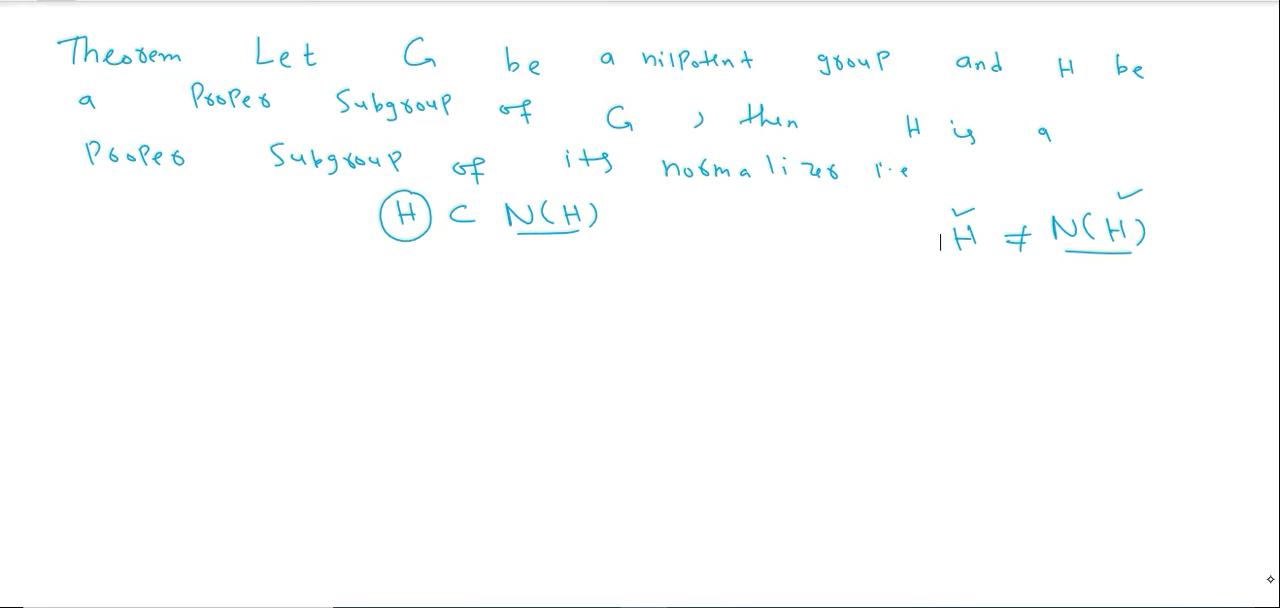 Theorem Let G be a nilpotent group and H be
a Proper Subgroup of G , then H is a
Proper Subgroup of its normalizer i.e
H ⊂ N(H)
H ≠ N(H)